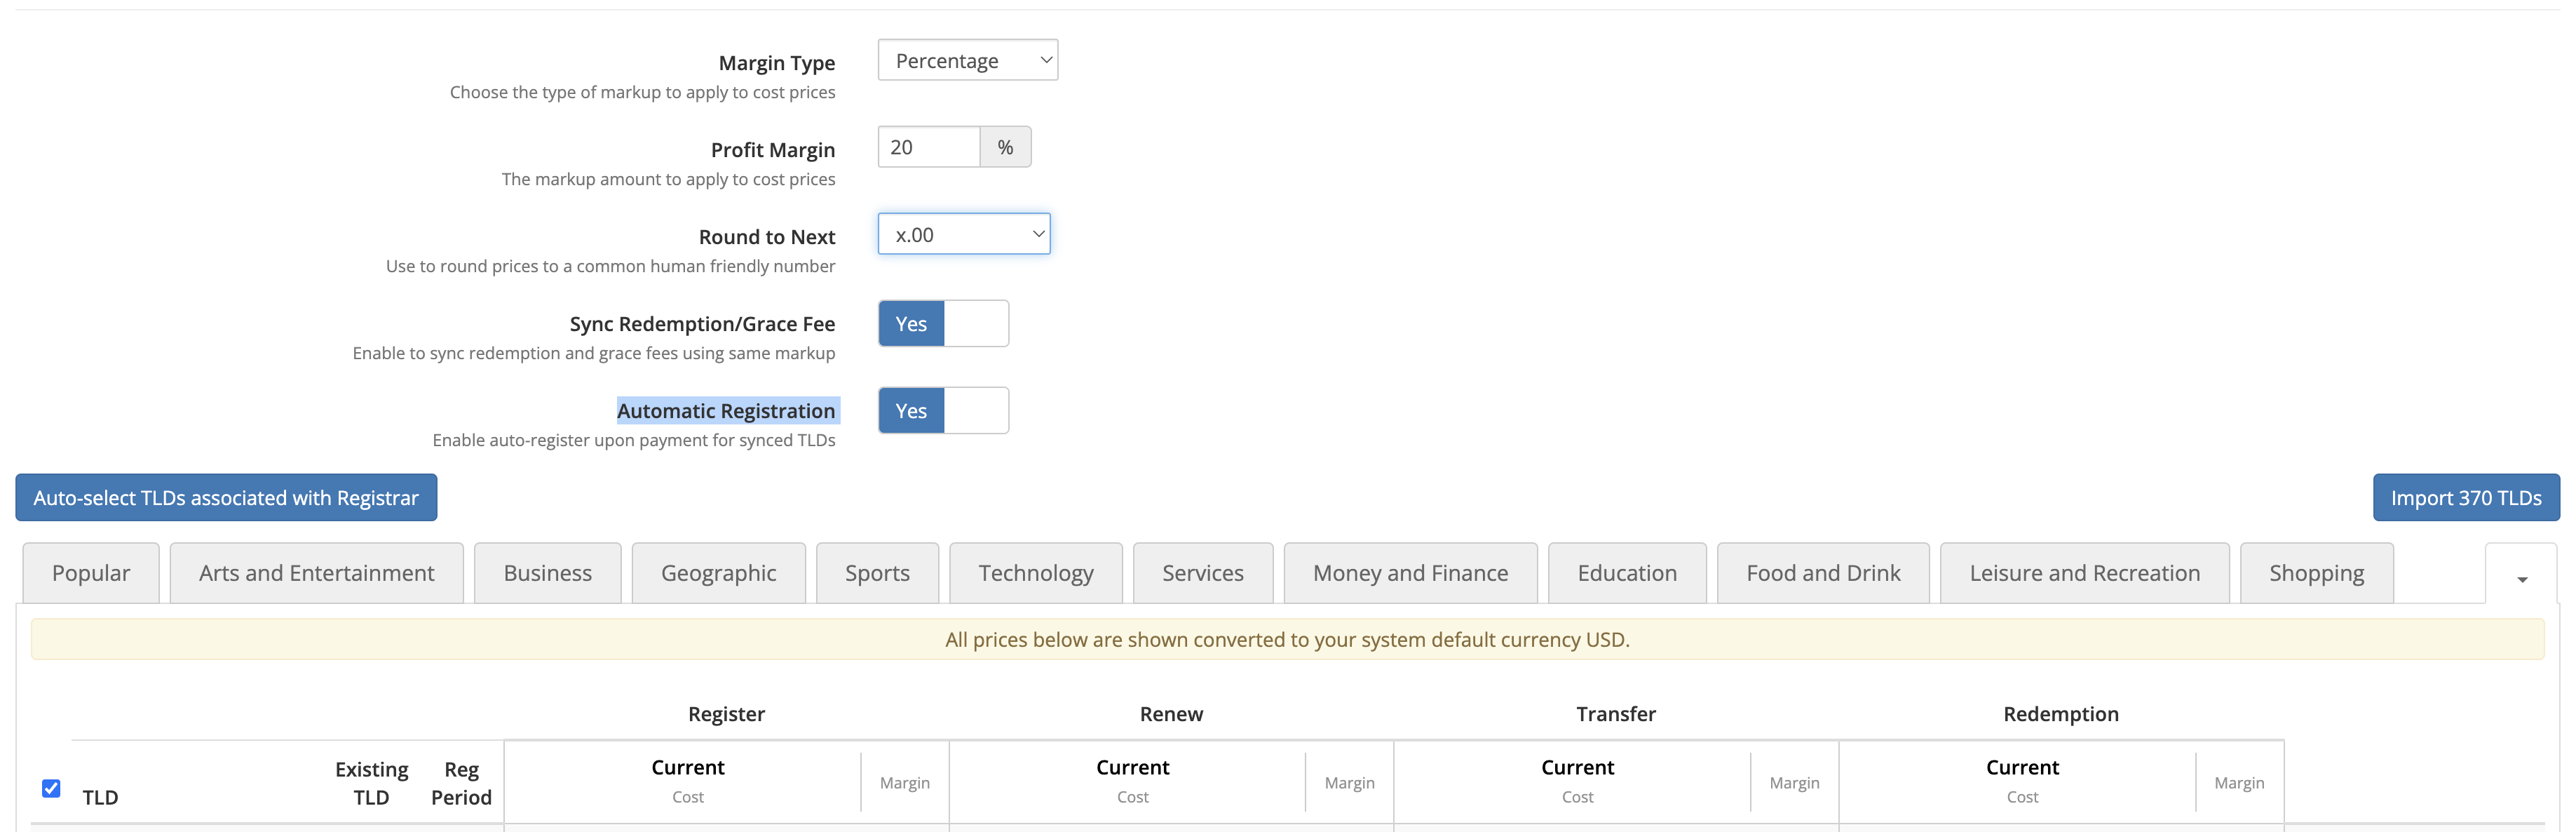 Margin Type
Percentage
Choose the type of markup to apply to cost prices
Profit Margin
20 %
The markup amount to apply to cost prices
Round to Next
x.00
Use to round prices to a common human friendly number
Sync Redemption/Grace Fee
Yes
Enable to sync redemption and grace fees using same markup
Automatic Registration
Yes
Enable auto-register upon payment for synced TLDs
Auto-select TLDs associated with Registrar
Import 370 TLDs
Popular Arts and Entertainment Business Geographic Sports Technology Services Money and Finance Education Food and Drink Leisure and Recreation Shopping
All prices below are shown converted to your system default currency USD.
Register Renew Transfer Redemption
TLD
Existing
TLD
Reg
Period
Current
Cost
Margin
Current
Cost
Margin
Current
Cost
Margin
Current
Cost
Margin